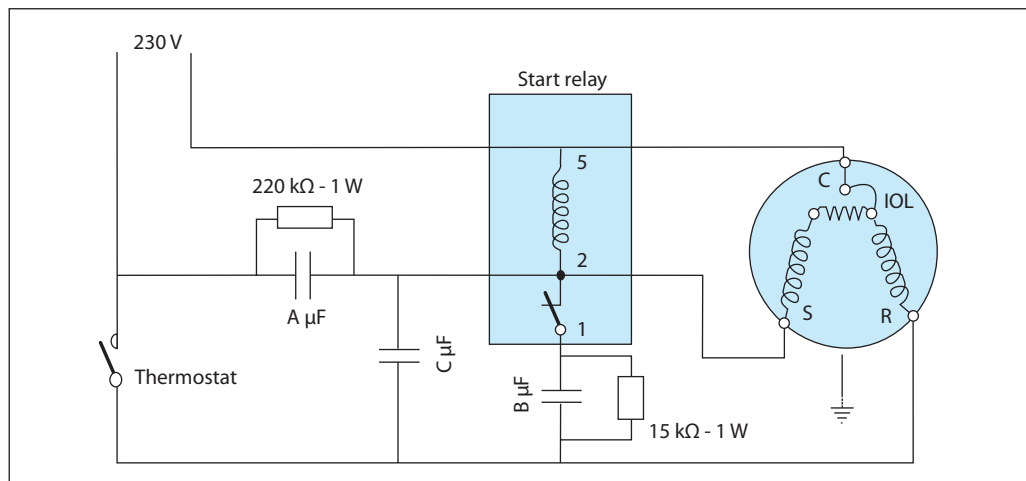 230 V
Start relay
5
C
220 kΩ - 1 W
IOL
2
S
R
A µF
1
C µF
Thermostat
B µF
15 kΩ - 1 W